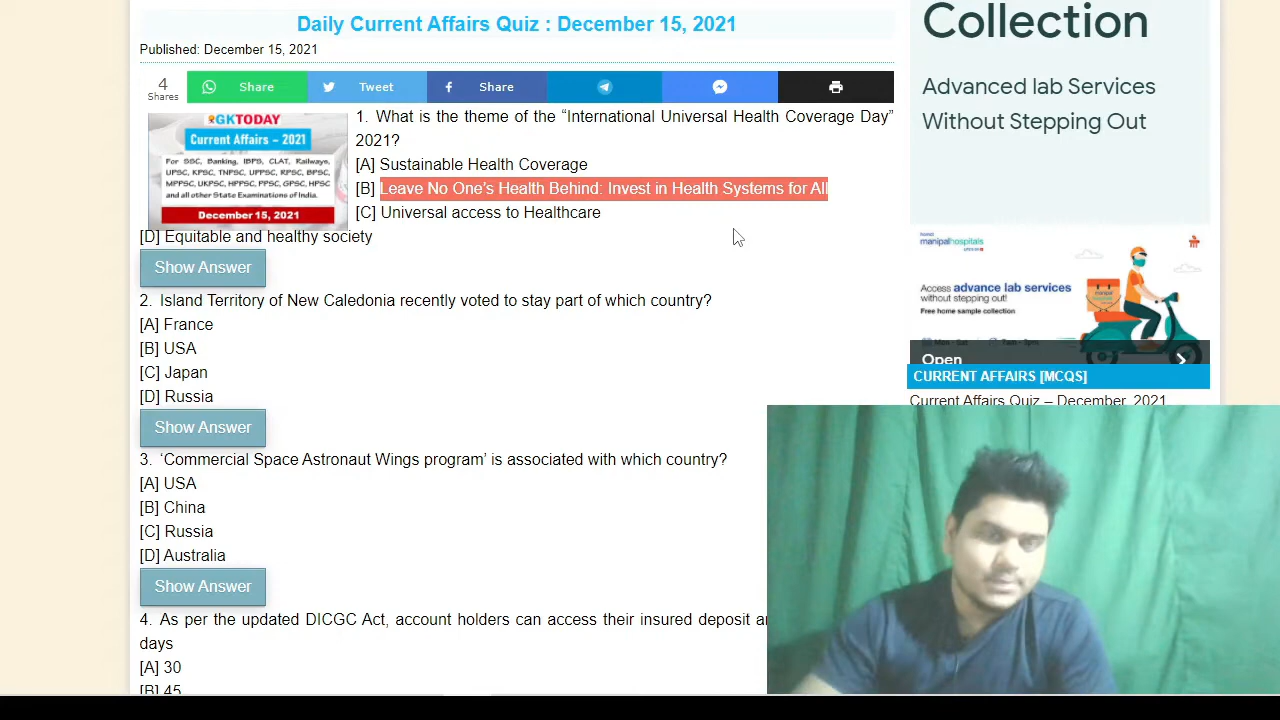 Daily Current Affairs Quiz : December 15, 2021
Published: December 15, 2021
4
Shares
Share
Tweet
Share
GKTODAY
Current Affairs – 2021
For SSC, Banking, IBPS, CLAT, Railways,
UPSC, KPSC, TNPSC, UPPSC, RPSC, BPSC,
MPPSC, UKPSC, HPPSC, PPSC, GPSC, HPSC
and all other State Examinations of India.
December 15, 2021
1. What is the theme of the “International Universal Health Coverage Day”
2021?
[A] Sustainable Health Coverage
[B] Leave No One’s Health Behind: Invest in Health Systems for All
[C] Universal access to Healthcare
[D] Equitable and healthy society
Show Answer
2. Island Territory of New Caledonia recently voted to stay part of which country?
[A] France
[B] USA
[C] Japan
[D] Russia
Show Answer
3. ‘Commercial Space Astronaut Wings program’ is associated with which country?
[A] USA
[B] China
[C] Russia
[D] Australia
Show Answer
4. As per the updated DICGC Act, account holders can access their insured deposit
days
[A] 30
[B] 45
Collection
Advanced lab Services
Without Stepping Out
manipalhospitals
Access advance lab services
without stepping out!
Free home sample collection
Open
CURRENT AFFAIRS [MCQS]
Current Affairs Quiz – December, 2021